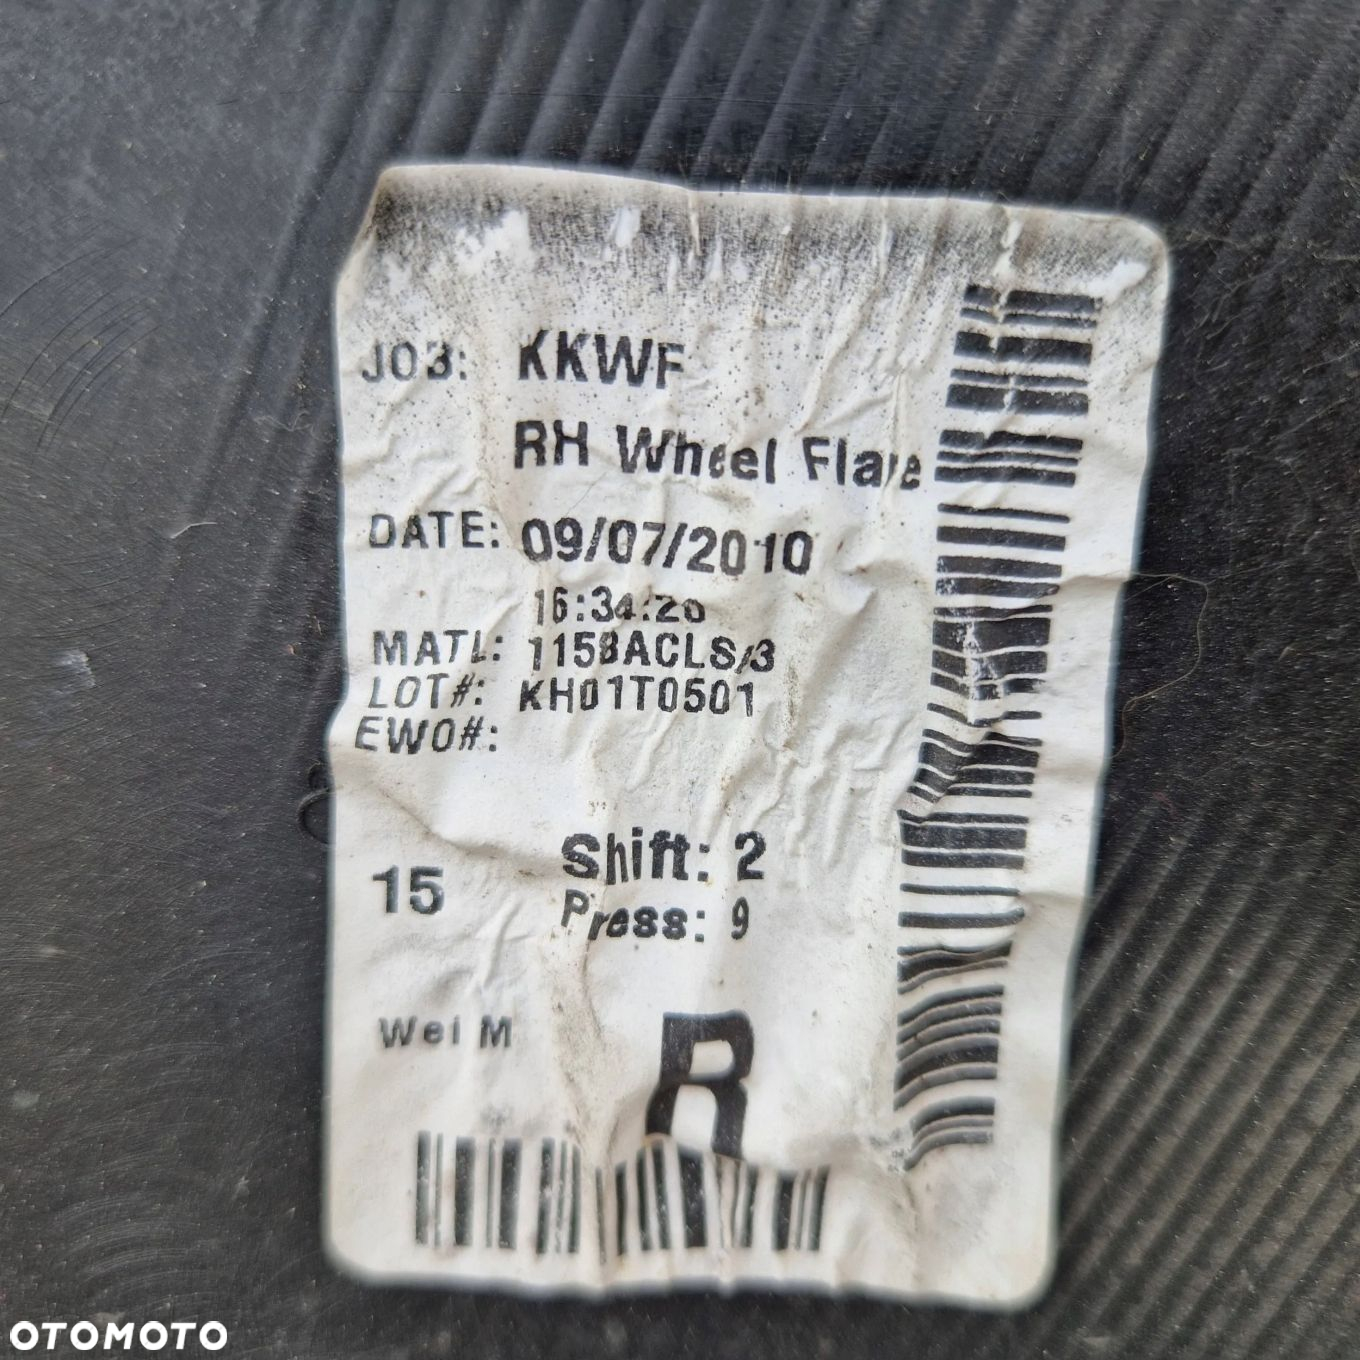 JOB: KKWF
RH Wheel Flare
DATE: 09/07/2010
16:34:26
MATL: 1158ACLS/3
LOT#: KH01T0501
EWO#:
15
Shift: 2
Press: 9
Wei M
R
OTOMOTO